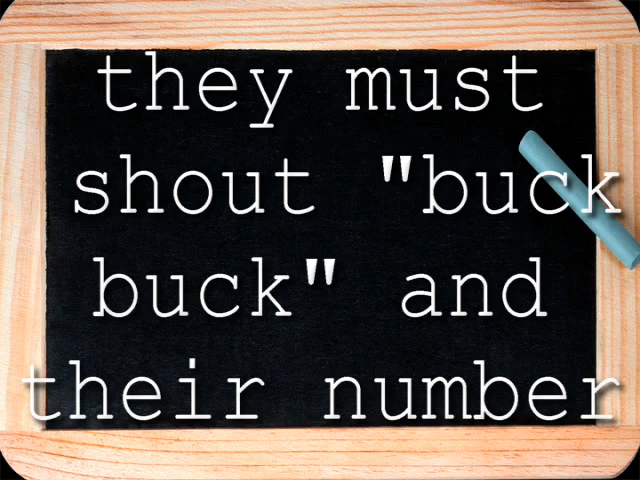 they must
shout "buck
buck" and
their number